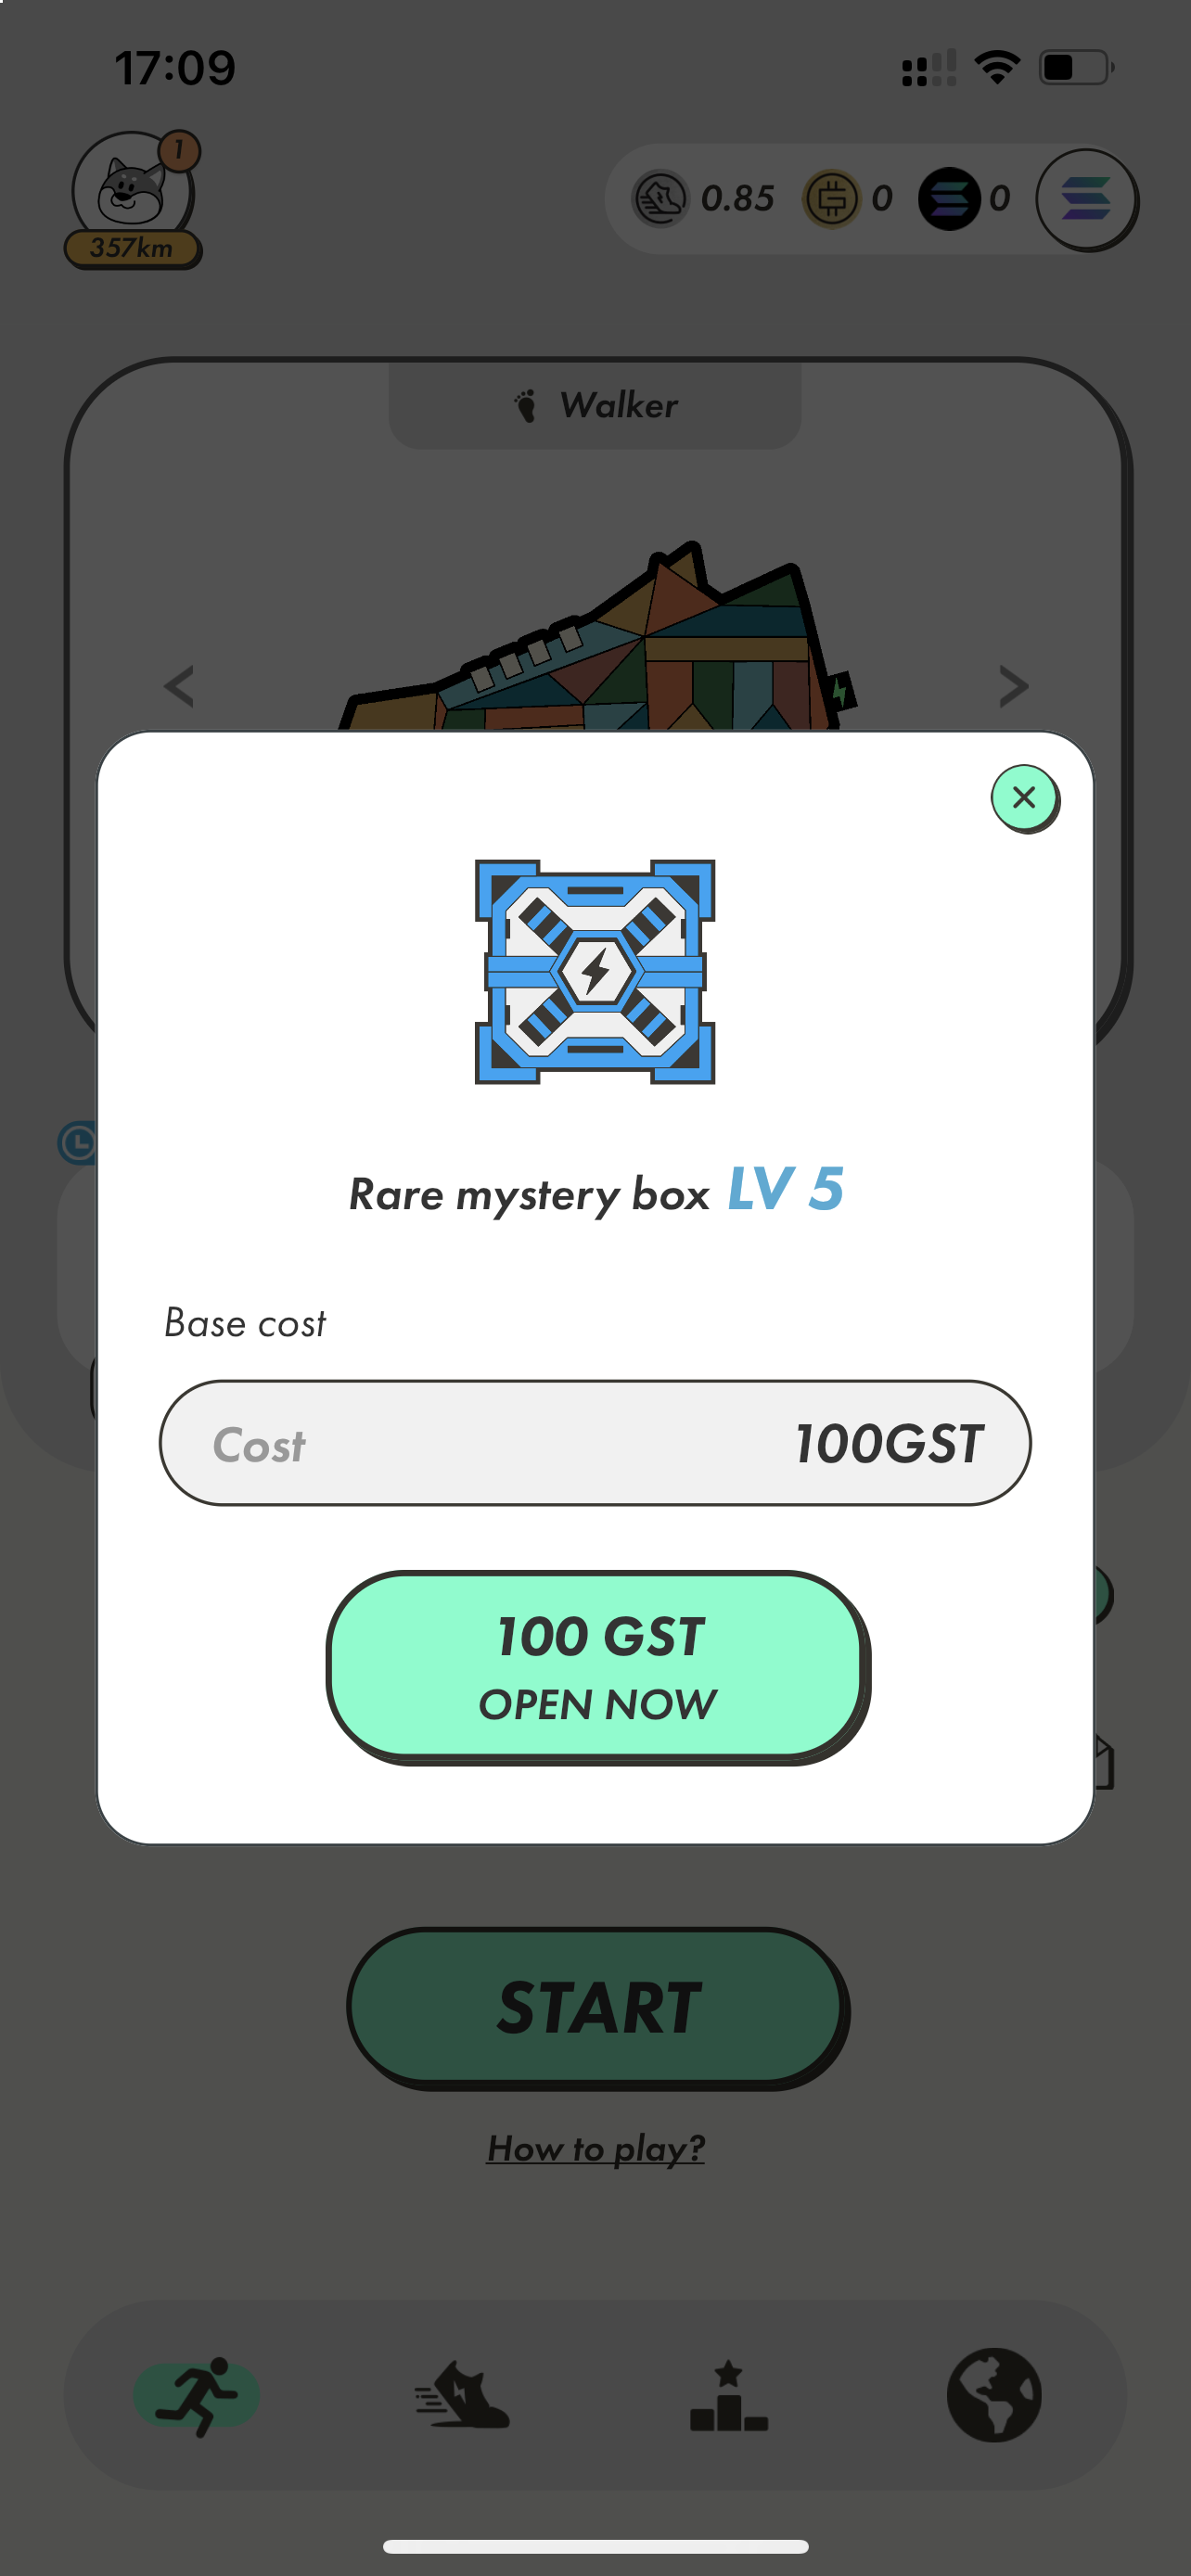 17:09
1
0.85 0 0
357km
Walker
Rare mystery box LV 5
Base cost
Cost 100GST
100 GST
OPEN NOW
START
How to play?